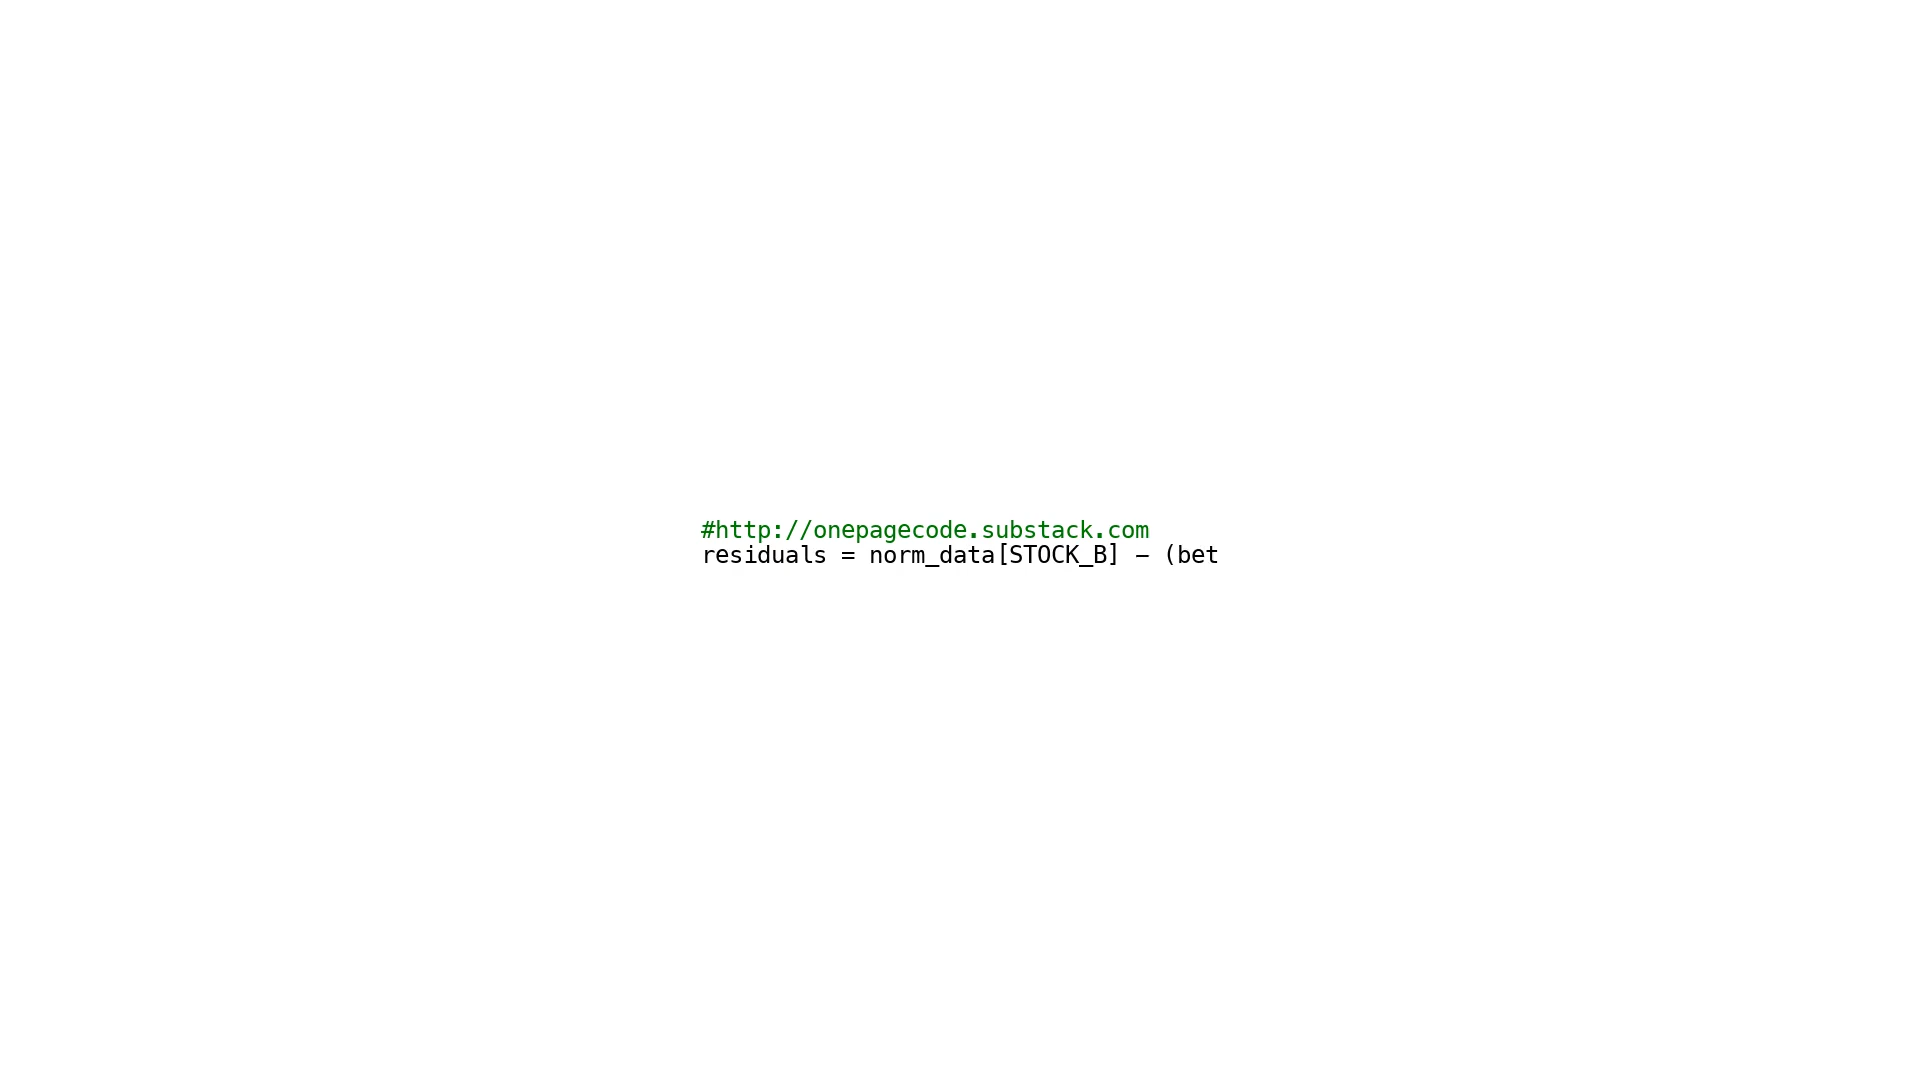 #http://onepagecode.substack.com
residuals = norm_data[STOCK_B] − (bet